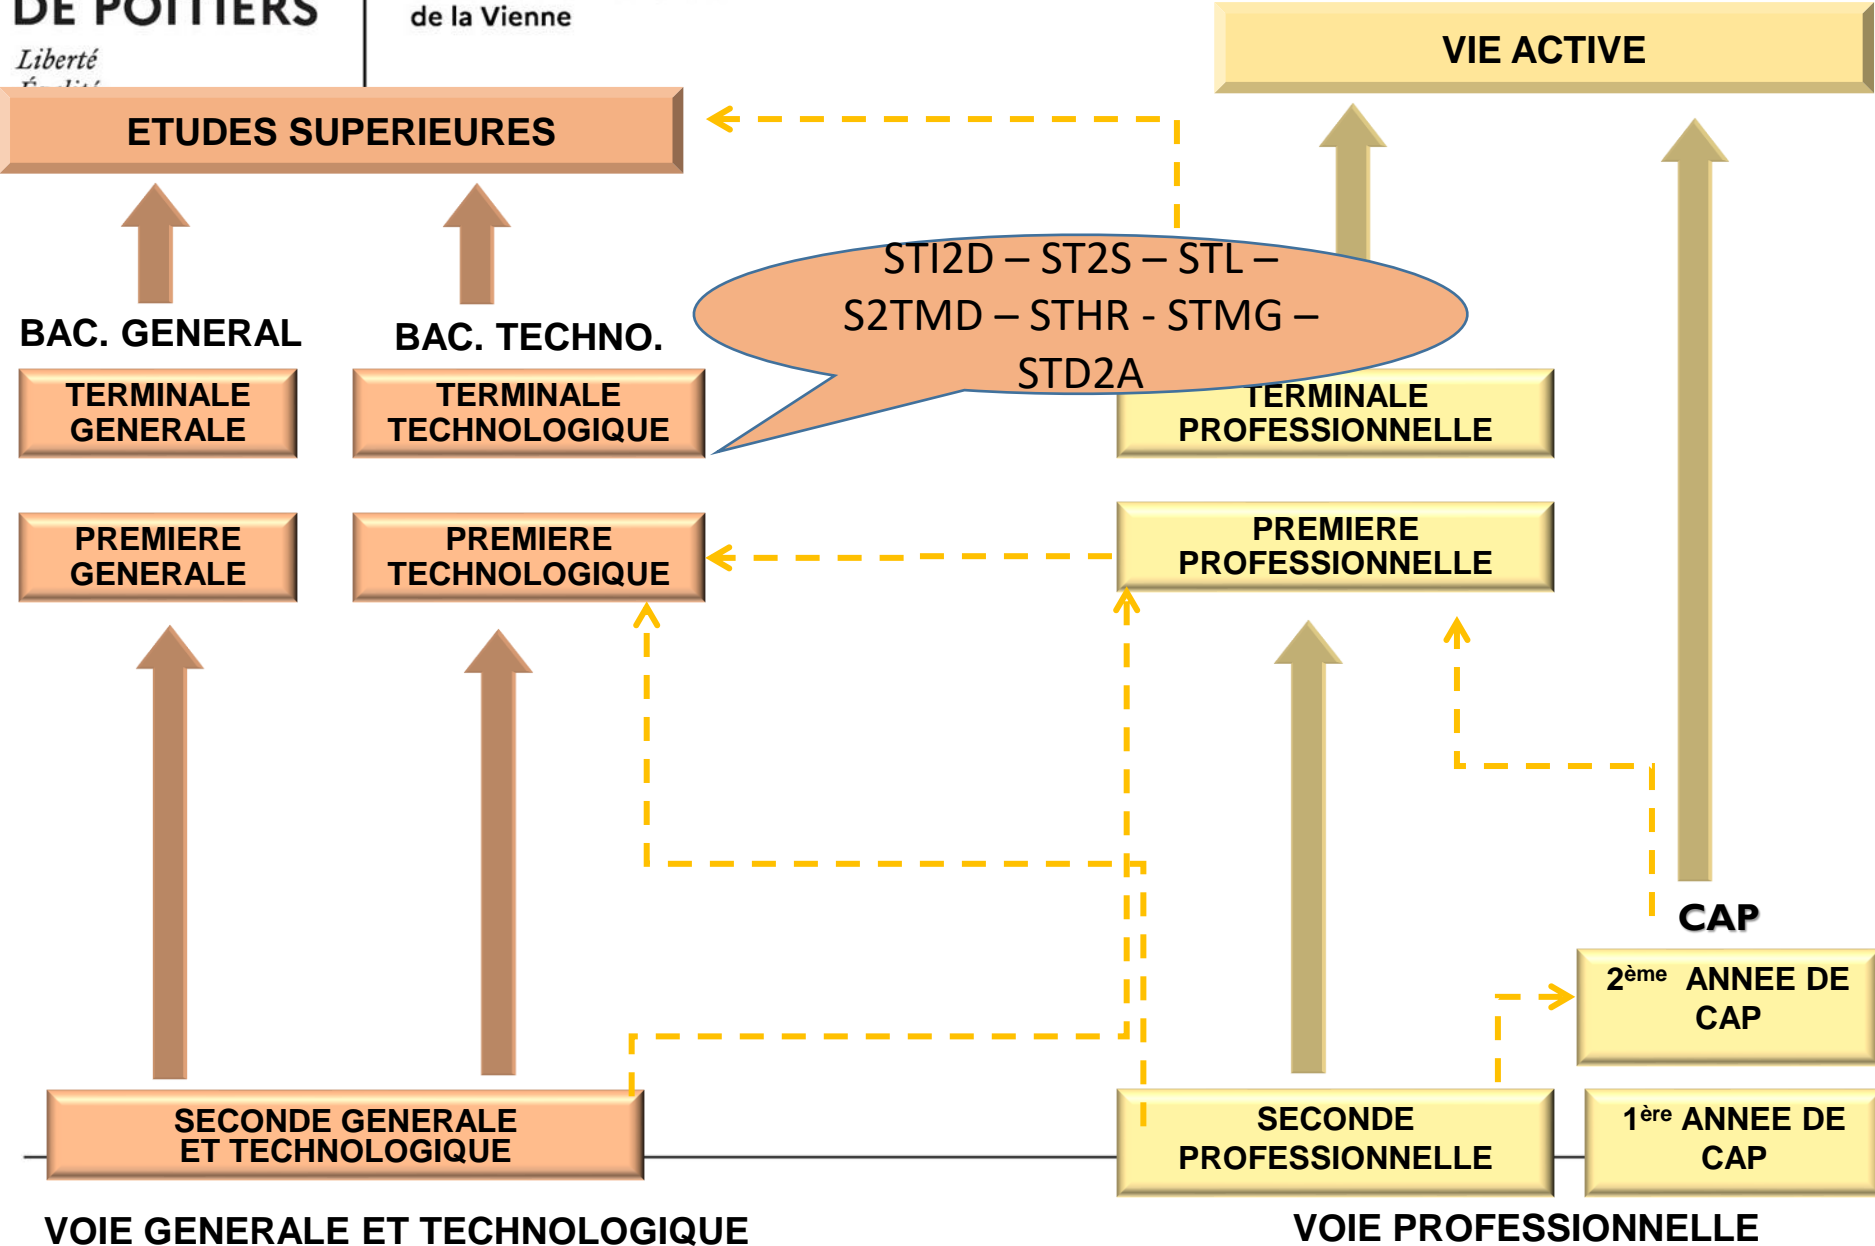 DE POITIERS
de la Vienne
Liberté
VIE ACTIVE
ETUDES SUPERIEURES
STI2D – ST2S – STL –
S2TMD – STHR - STMG –
STD2A
BAC. GENERAL
BAC. TECHNO.
TERMINALE
GENERALE
TERMINALE
TECHNOLOGIQUE
TERMINALE
PROFESSIONNELLE
PREMIERE
GENERALE
PREMIERE
TECHNOLOGIQUE
PREMIERE
PROFESSIONNELLE
CAP
2ème ANNEE DE
CAP
SECONDE GENERALE
ET TECHNOLOGIQUE
SECONDE
PROFESSIONNELLE
1ère ANNEE DE
CAP
VOIE GENERALE ET TECHNOLOGIQUE
VOIE PROFESSIONNELLE